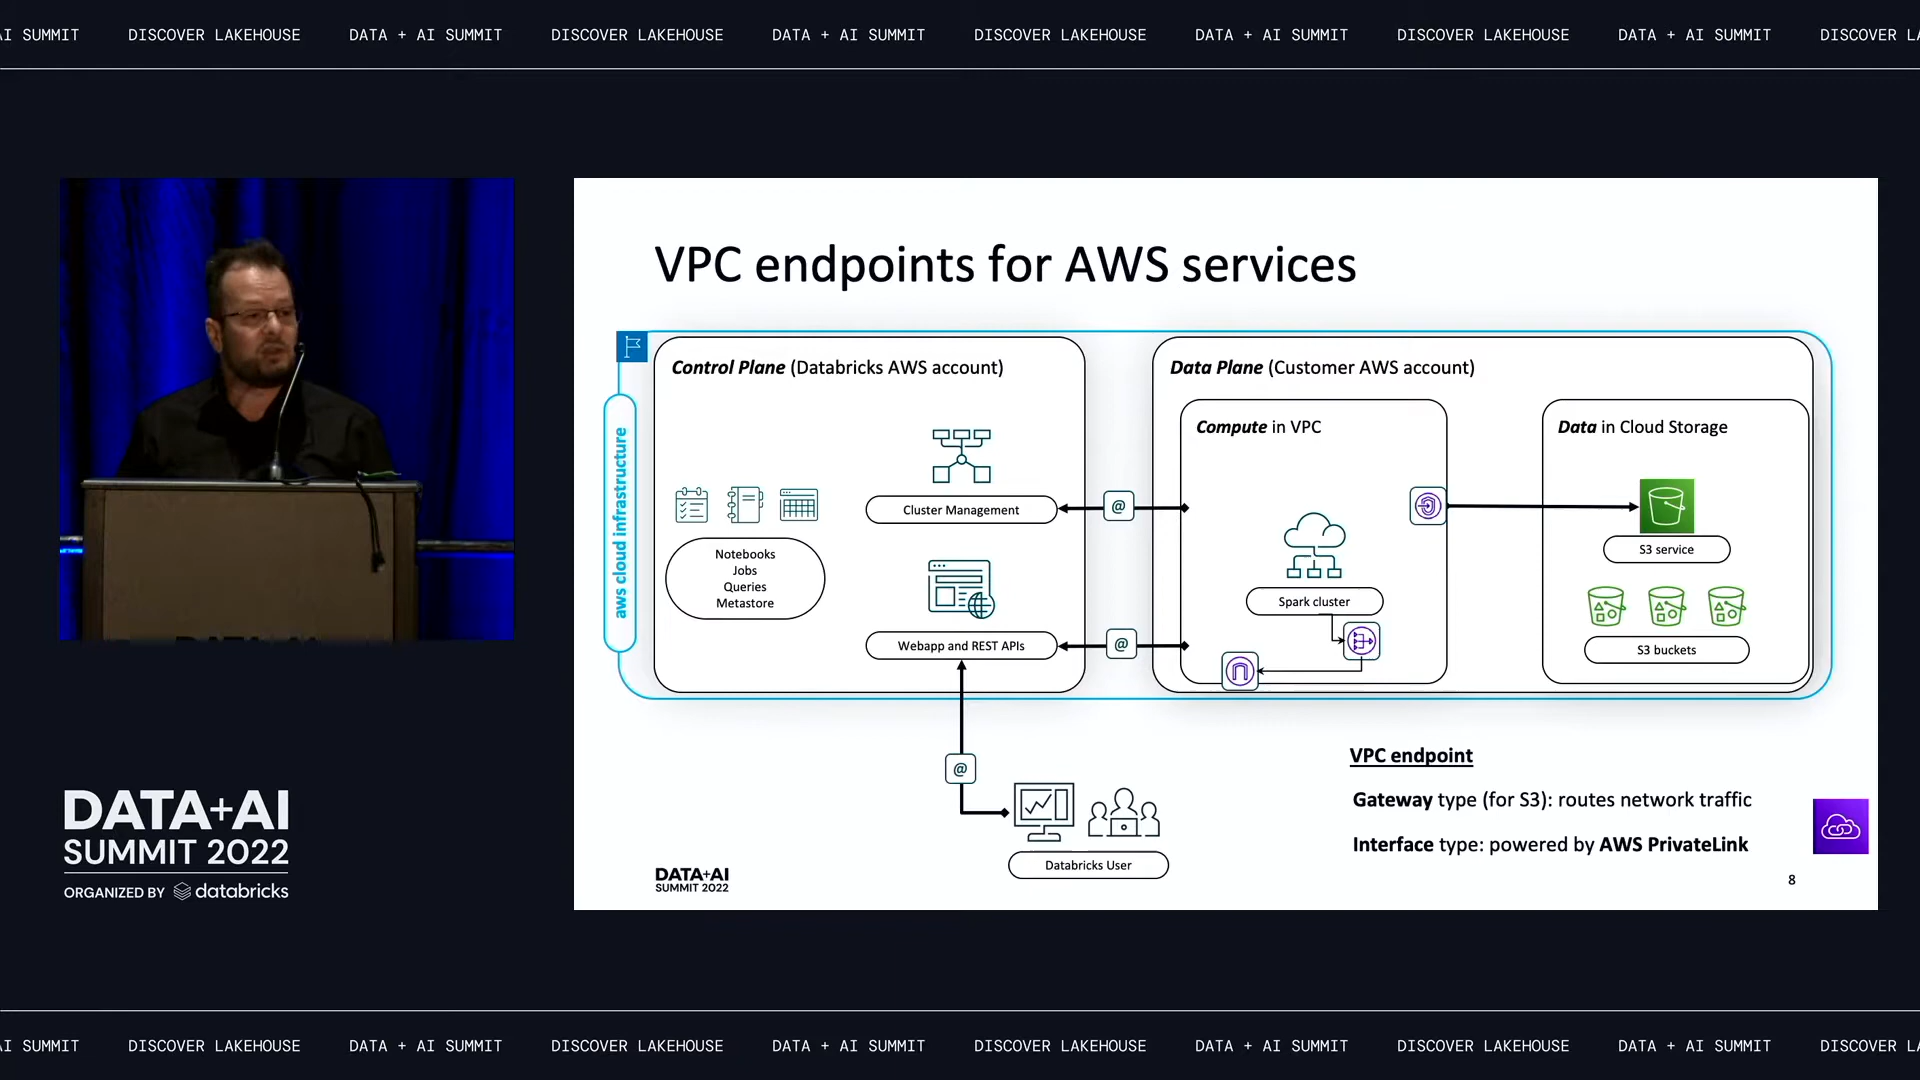 AI SUMMIT DISCOVER LAKEHOUSE DATA + AI SUMMIT DISCOVER LAKEHOUSE DATA + AI SUMMIT DISCOVER LAKEHOUSE DATA + AI SUMMIT DISCOVER LAKEHOUSE DATA + AI SUMMIT DISCOVER LA
VPC endpoints for AWS services
aws cloud infrastructure
Control Plane (Databricks AWS account)
Notebooks
Jobs
Queries
Metastore
Cluster Management
Webapp and REST APIs
@
@
@
Data Plane (Customer AWS account)
Compute in VPC
Spark cluster
Data in Cloud Storage
S3 service
S3 buckets
Databricks User
VPC endpoint
Gateway type (for S3): routes network traffic
Interface type: powered by AWS PrivateLink
DATA+AI
SUMMIT 2022
8
DATA+AI
SUMMIT 2022
ORGANIZED BY databricks
AI SUMMIT DISCOVER LAKEHOUSE DATA + AI SUMMIT DISCOVER LAKEHOUSE DATA + AI SUMMIT DISCOVER LAKEHOUSE DATA + AI SUMMIT DISCOVER LAKEHOUSE DATA + AI SUMMIT DISCOVER LA